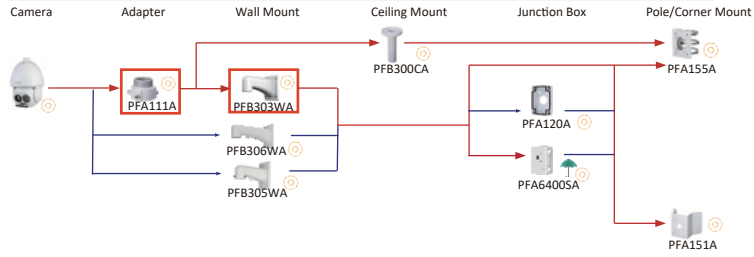 Camera
Adapter
Wall Mount
Ceiling Mount
Junction Box
Pole/Corner Mount
PFB300CA
PFA155A
PFA111A
PFB303WA
PFA120A
PFB306WA
PFB305WA
PFA6400SA
PFA151A